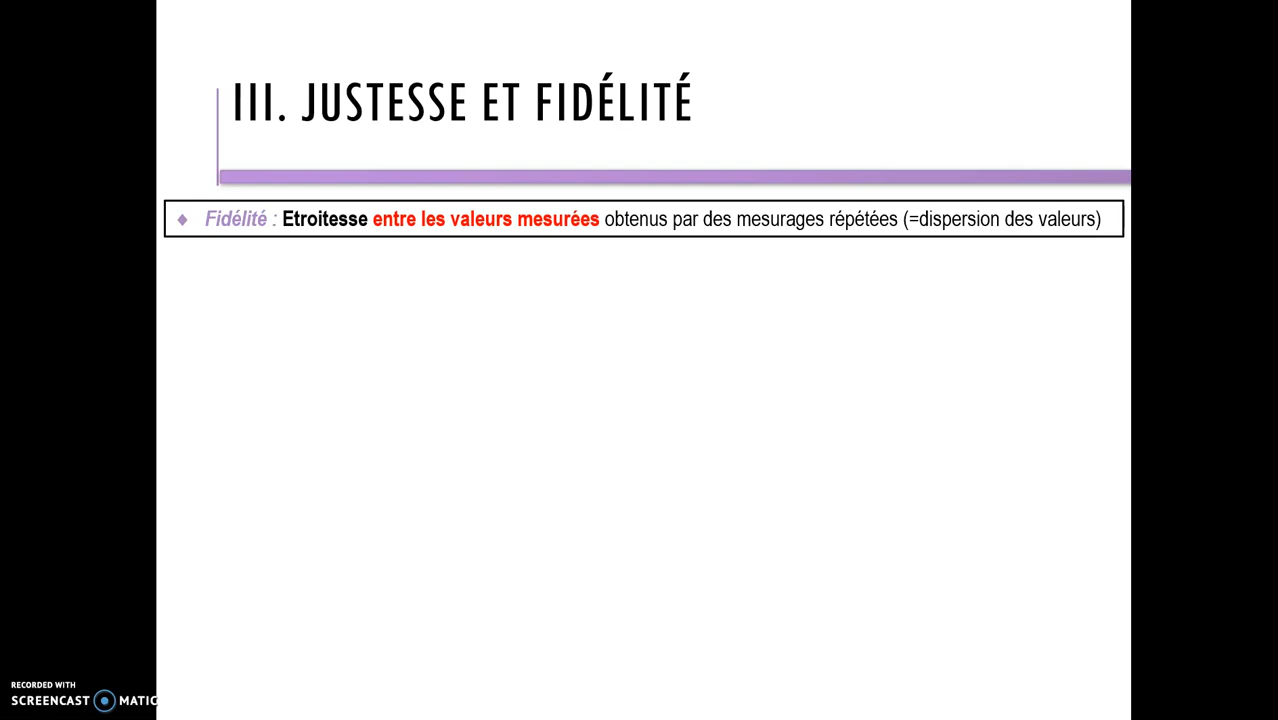 III. JUSTESSE ET FIDÉLITÉ
♦ Fidélité : Etroitesse entre les valeurs mesurées obtenus par des mesurages répétées (=dispersion des valeurs)
RECORDED WITH
SCREENCAST MATIC